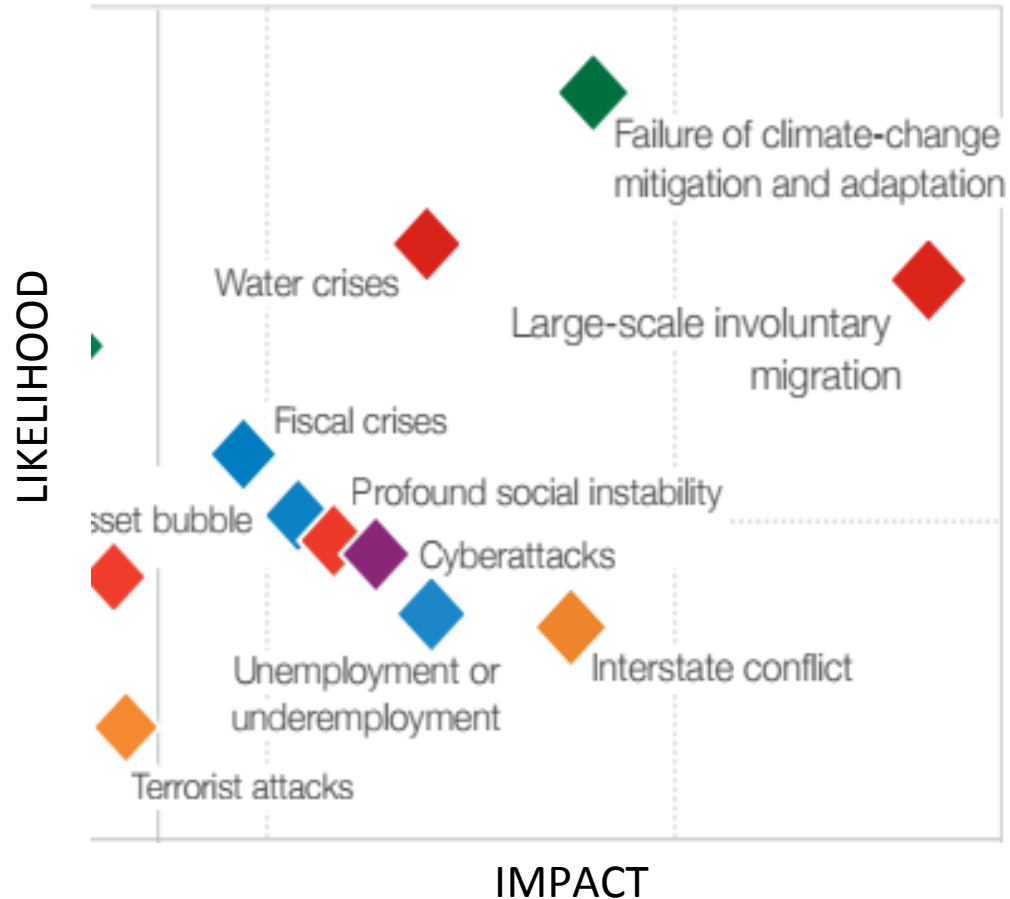 Failure of climate-change
mitigation and adaptation
Water crises
Large-scale involuntary
migration
LIKELIHOOD
Fiscal crises
Profound social instability
sset bubble
Cyberattacks
Unemployment or
underemployment
Interstate conflict
Terrorist attacks
IMPACT